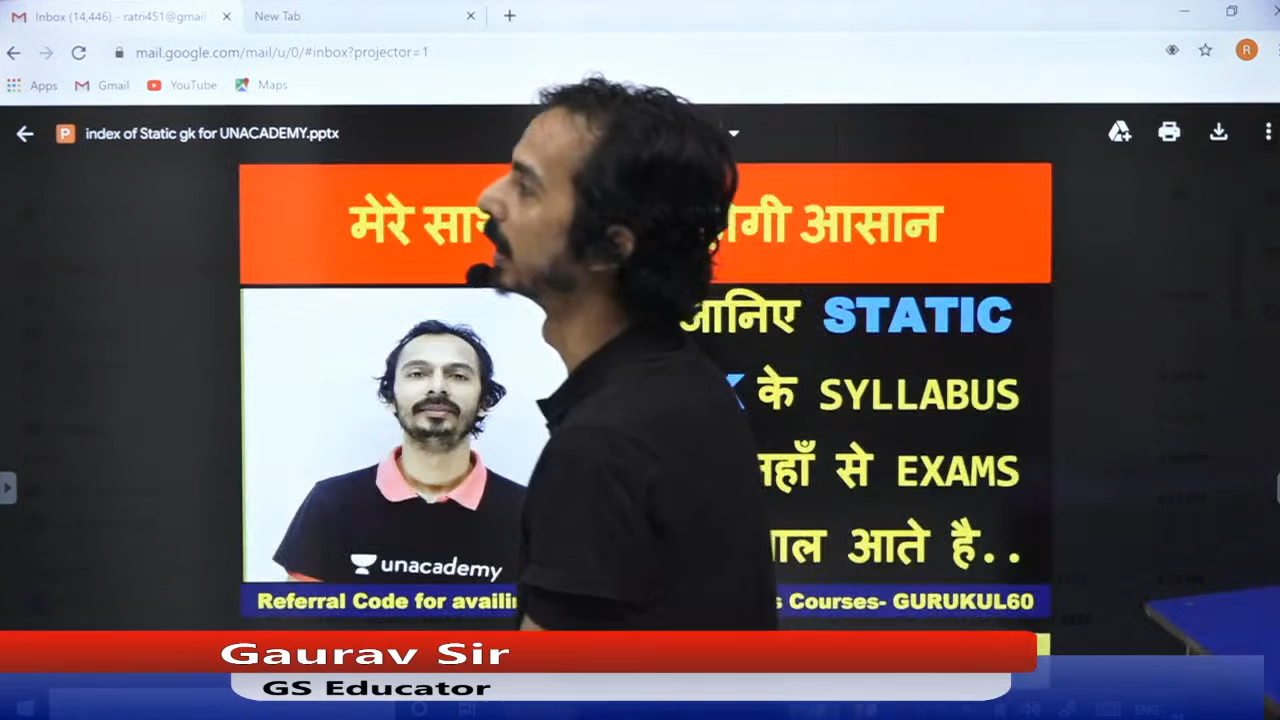 Inbox (14,446) - ratri451@gmai
New Tab
mail.google.com/mail/u/0/#inbox?projector=1
Apps
Gmail
YouTube
Maps
R
P
index of Static gk for UNACADEMY.pptx
मेरे
आसान
STATIC
के SYLLABUS
से EXAMS
आते है..
unacademy
Referral Code for
Courses- GURUKUL60
Gaurav Sir
GS Educator
ENG